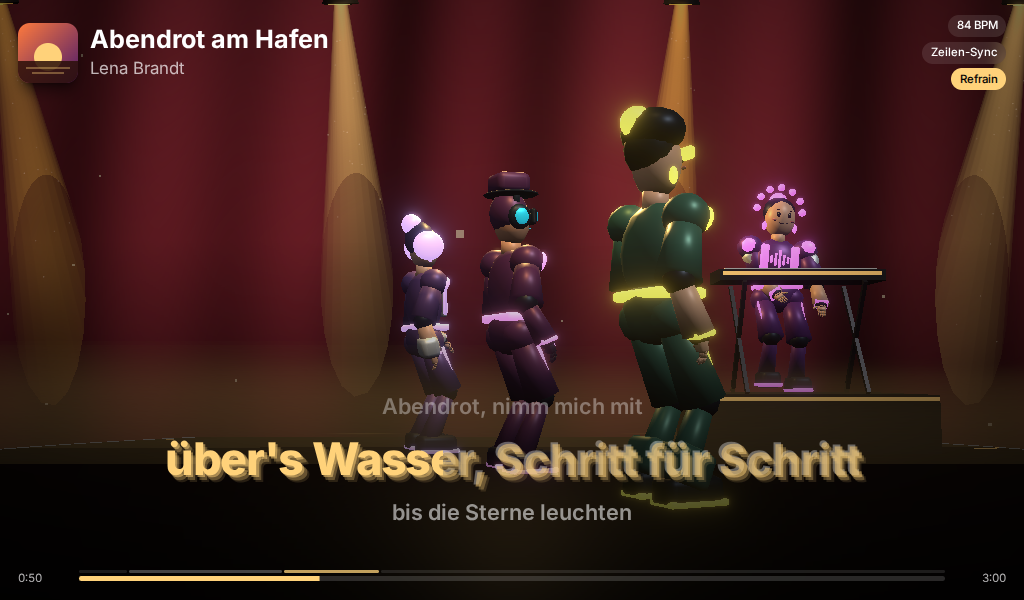 Abendrot am Hafen
Lena Brandt
84 BPM
Zeilen-Sync
Refrain
Abendrot, nimm mich mit
über's Wasser, Schritt für Schritt
bis die Sterne leuchten
0:50
3:00